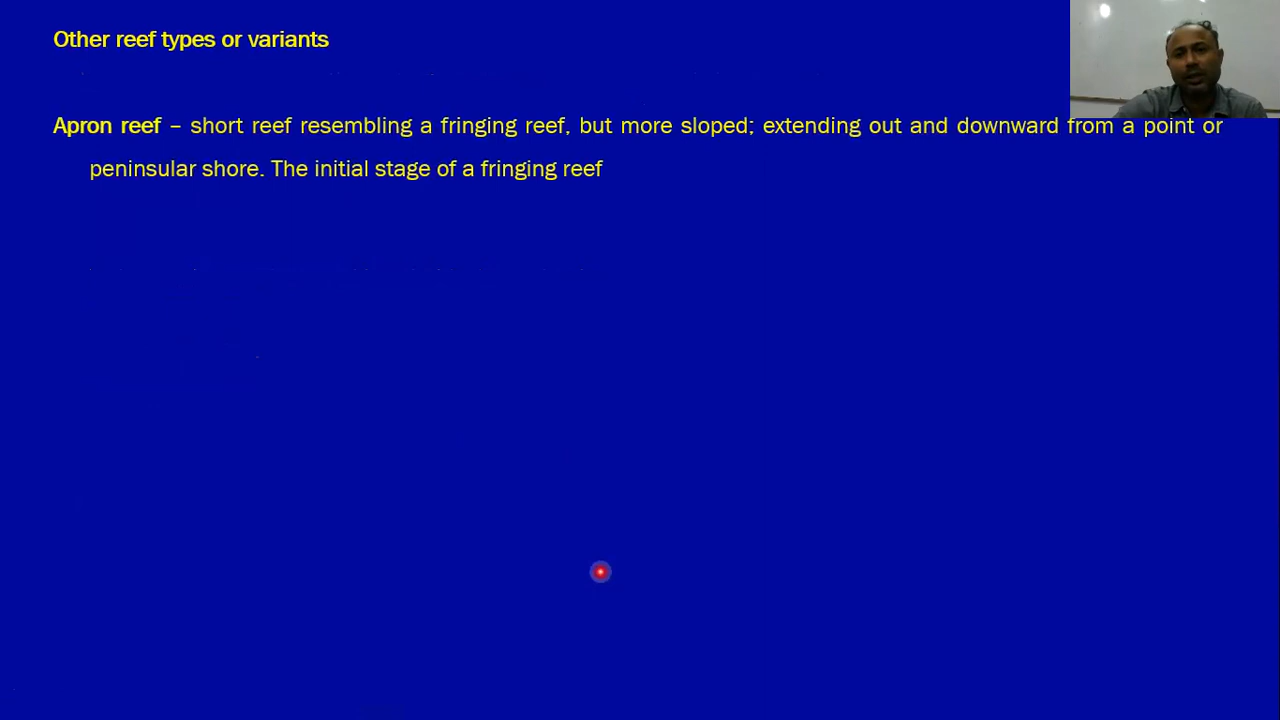 Other reef types or variants
Apron reef – short reef resembling a fringing reef, but more sloped; extending out and downward from a point or
peninsular shore. The initial stage of a fringing reef